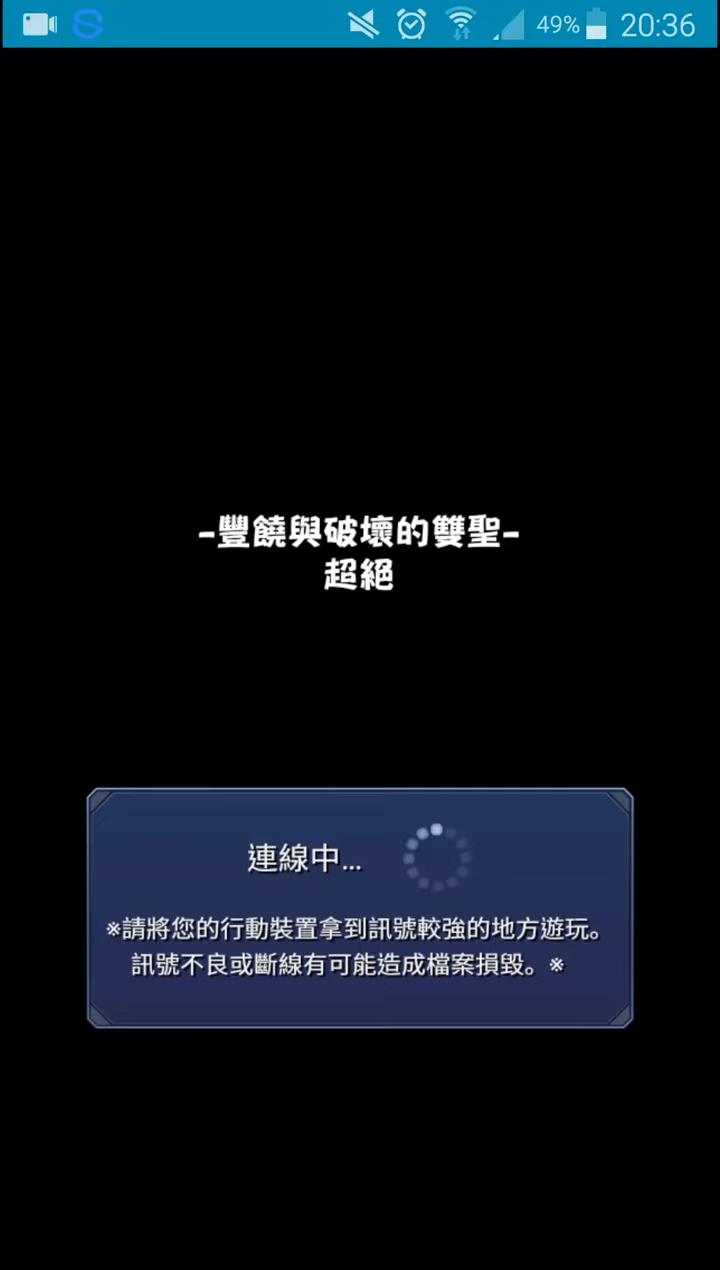 49% 20:36
-豐饒與破壞的雙聖-
超絕
連線中...
※請將您的行動裝置拿到訊號較強的地方遊玩。
訊號不良或斷線有可能造成檔案損毀。※